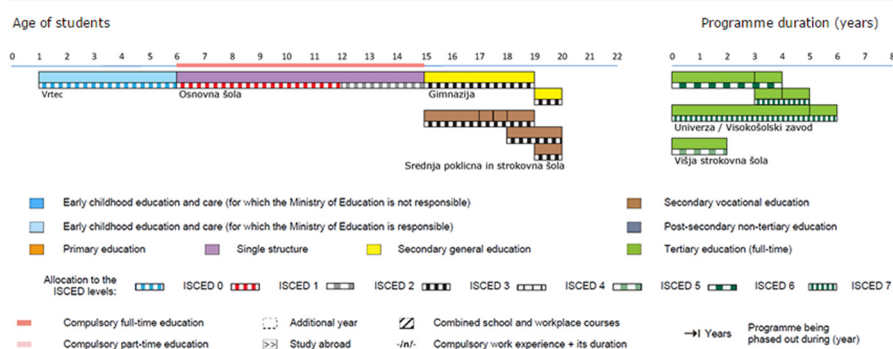 Age of students Programme duration (years)
0 1 2 3 4 5 6 7 8 9 10 11 12 13 14 15 16 17 18 19 20 21 22 0 1 2 3 4 5 6 7 8
Vrtec Osnovna šola Gimnazija
Univerza / Visokošolski zavod
Srednja poklicna in strokovna šola Višja strokovna šola
Early childhood education and care (for which the Ministry of Education is not responsible) Secondary vocational education
Early childhood education and care (for which the Ministry of Education is responsible) Post-secondary non-tertiary education
Primary education Single structure Secondary general education Tertiary education (full-time)
Allocation to the
ISCED levels: ISCED 0 ISCED 1 ISCED 2 ISCED 3 ISCED 4 ISCED 5 ISCED 6 ISCED 7
Compulsory full-time education Additional year Combined school and workplace courses Years Programme being
phased out during (year)
Compulsory part-time education >> Study abroad -/n/- Compulsory work experience + its duration